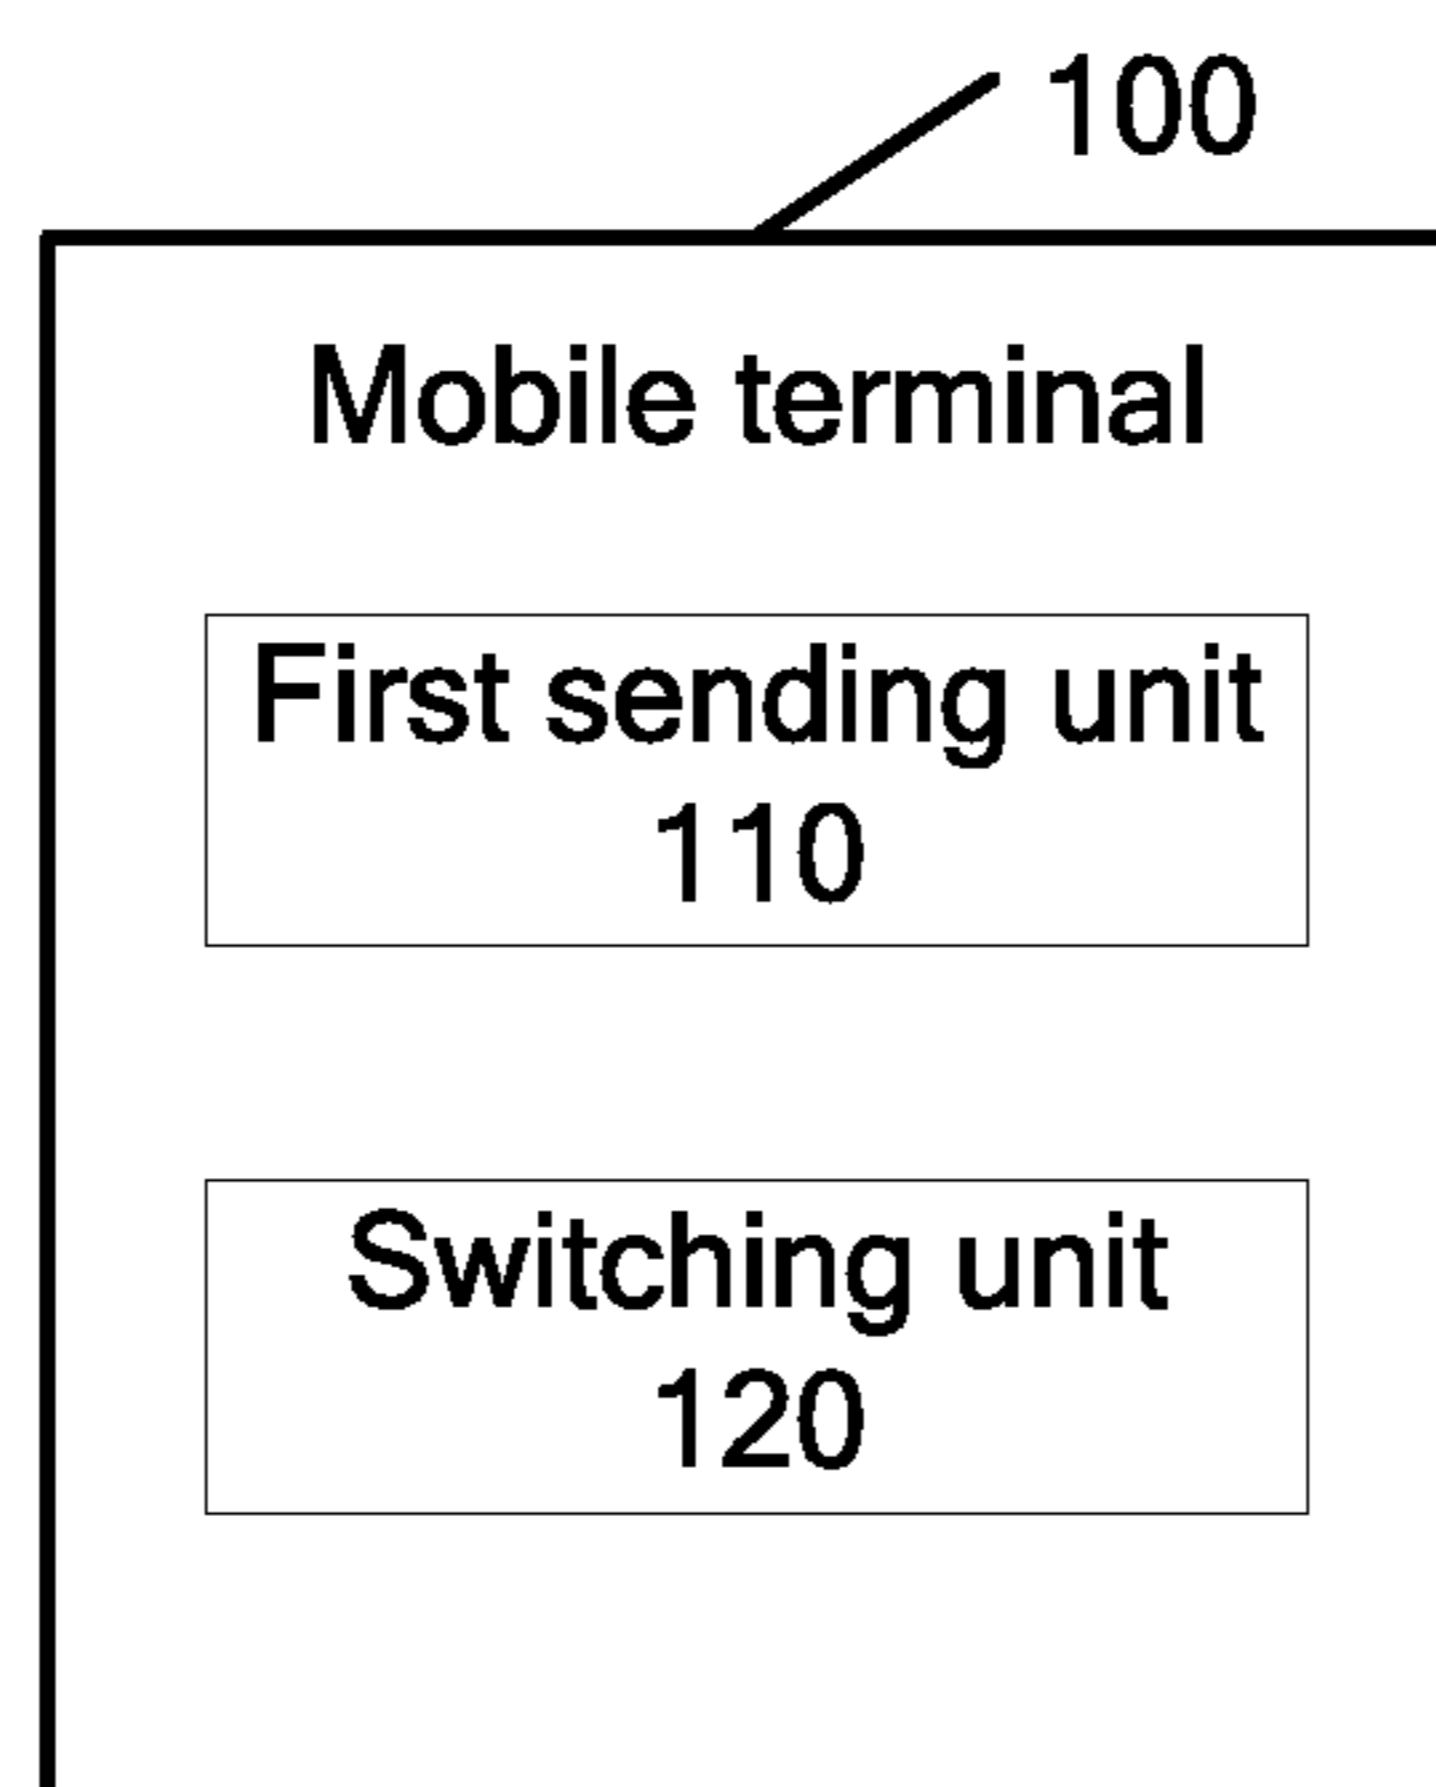 100
Mobile terminal
First sending unit
110
Switching unit
120